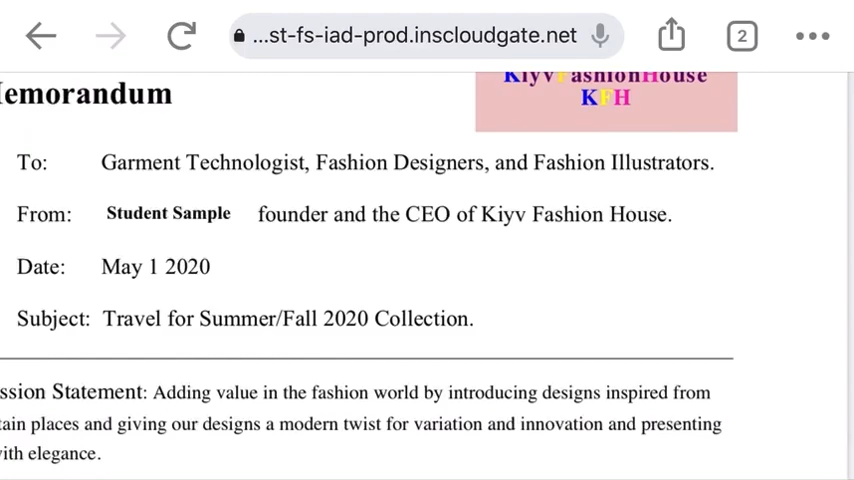 ...st-fs-iad-prod.inscloudgate.net
2
KiyvFashionHouse
emorandum
KFH
To: Garment Technologist, Fashion Designers, and Fashion Illustrators.
From: Student Sample founder and the CEO of Kiyv Fashion House.
Date: May 1 2020
Subject: Travel for Summer/Fall 2020 Collection.
ssion Statement: Adding value in the fashion world by introducing designs inspired from
tain places and giving our designs a modern twist for variation and innovation and presenting
ith elegance.